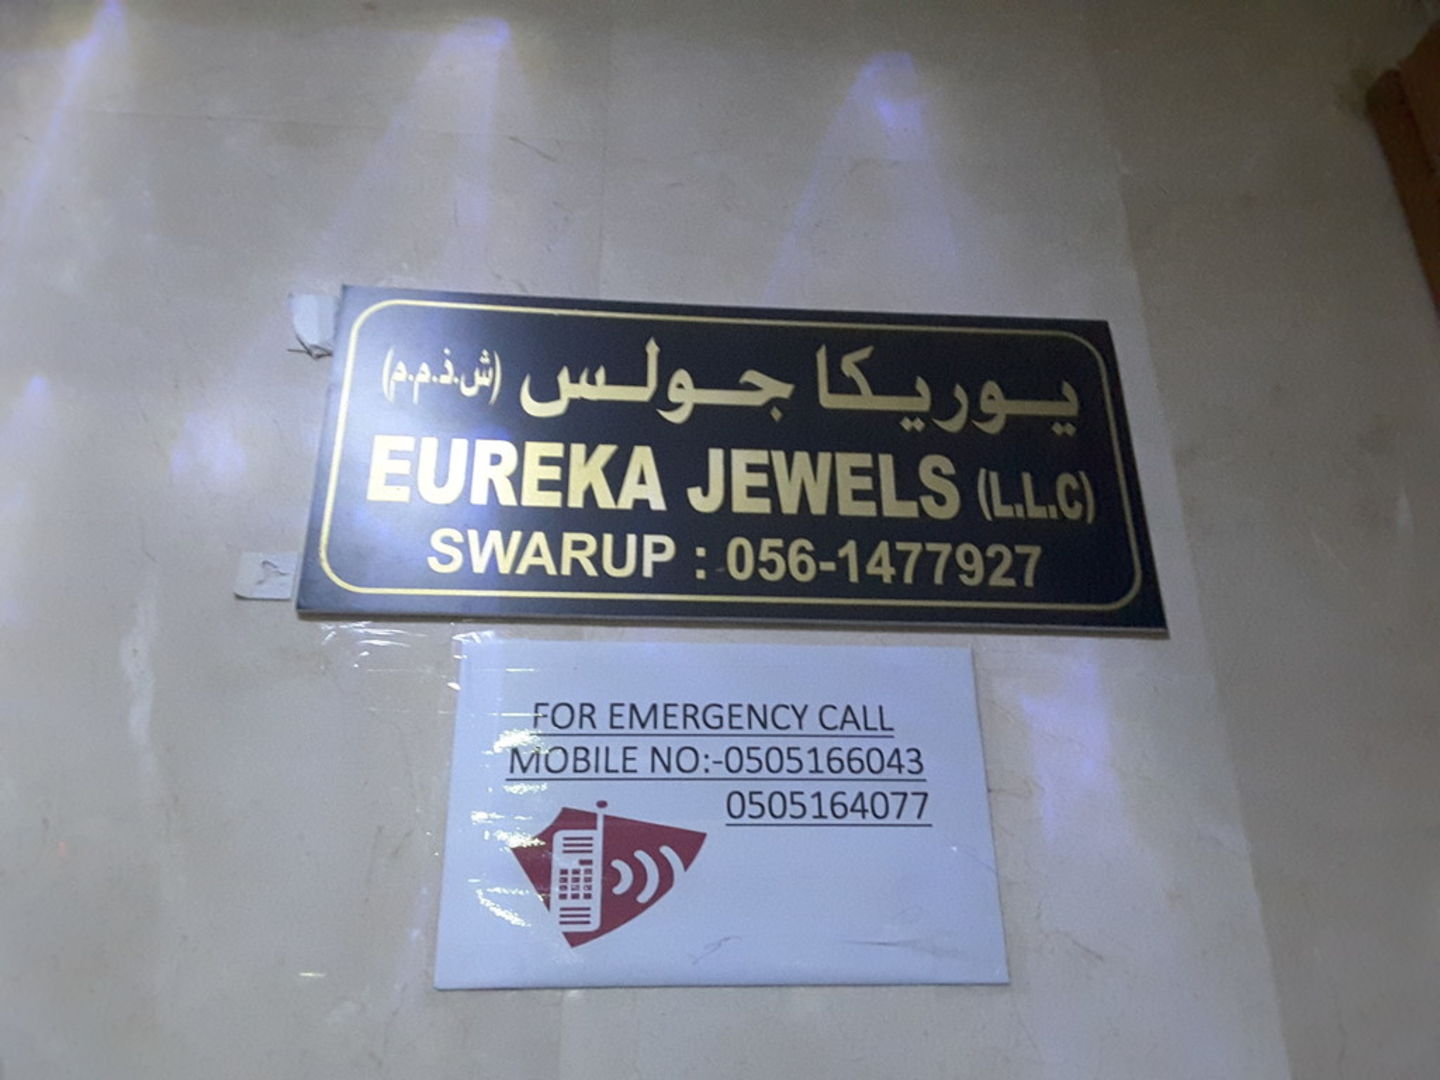 يوريكا جولس (ش.ذ.م.م)
EUREKA JEWELS (L.L.C)
SWARUP : 056-1477927
FOR EMERGENCY CALL
MOBILE NO:-0505166043
0505164077